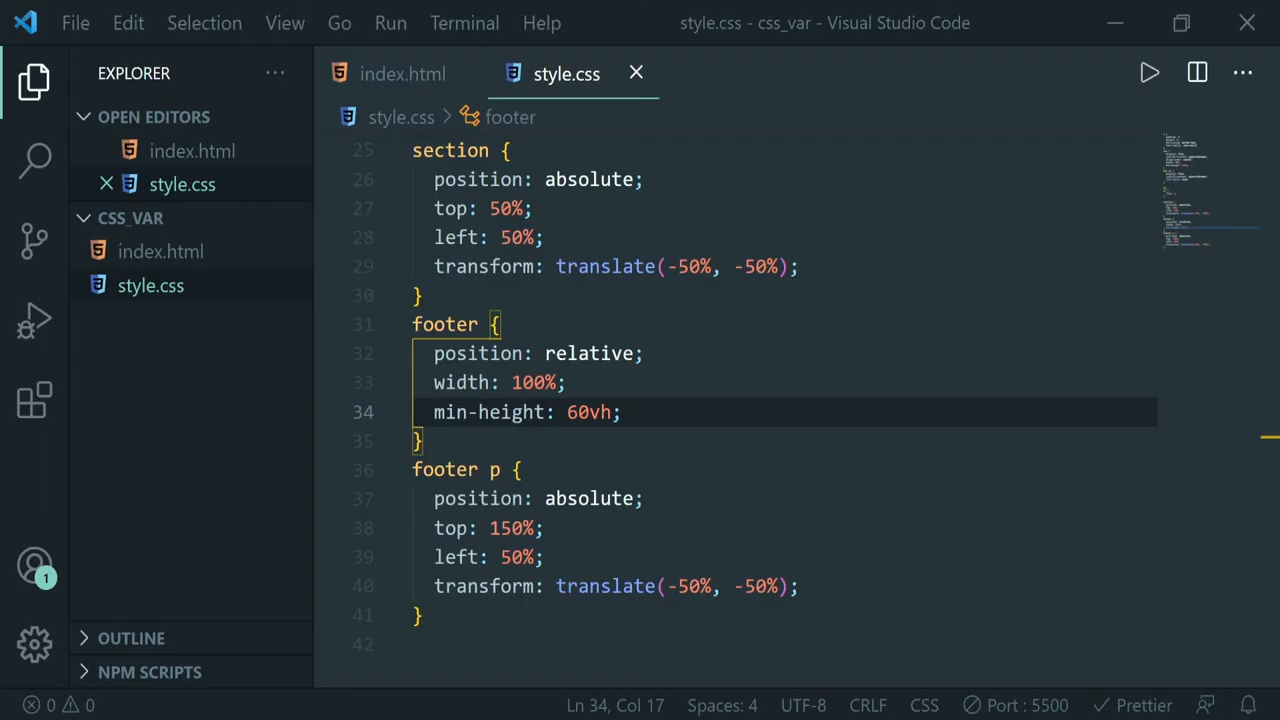 File Edit Selection View Go Run Terminal Help style.css - css_var - Visual Studio Code
EXPLORER
OPEN EDITORS
index.html
style.css
CSS_VAR
index.html
style.css
OUTLINE
NPM SCRIPTS
1
index.html style.css
style.css > footer
25 section {
26 position: absolute;
27 top: 50%;
28 left: 50%;
29 transform: translate(-50%, -50%);
30 }
31 footer {
32 position: relative;
33 width: 100%;
34 min-height: 60vh;
35 }
36 footer p {
37 position: absolute;
38 top: 150%;
39 left: 50%;
40 transform: translate(-50%, -50%);
41 }
42
0 0 Ln 34, Col 17 Spaces: 4 UTF-8 CRLF CSS Port : 5500 Prettier